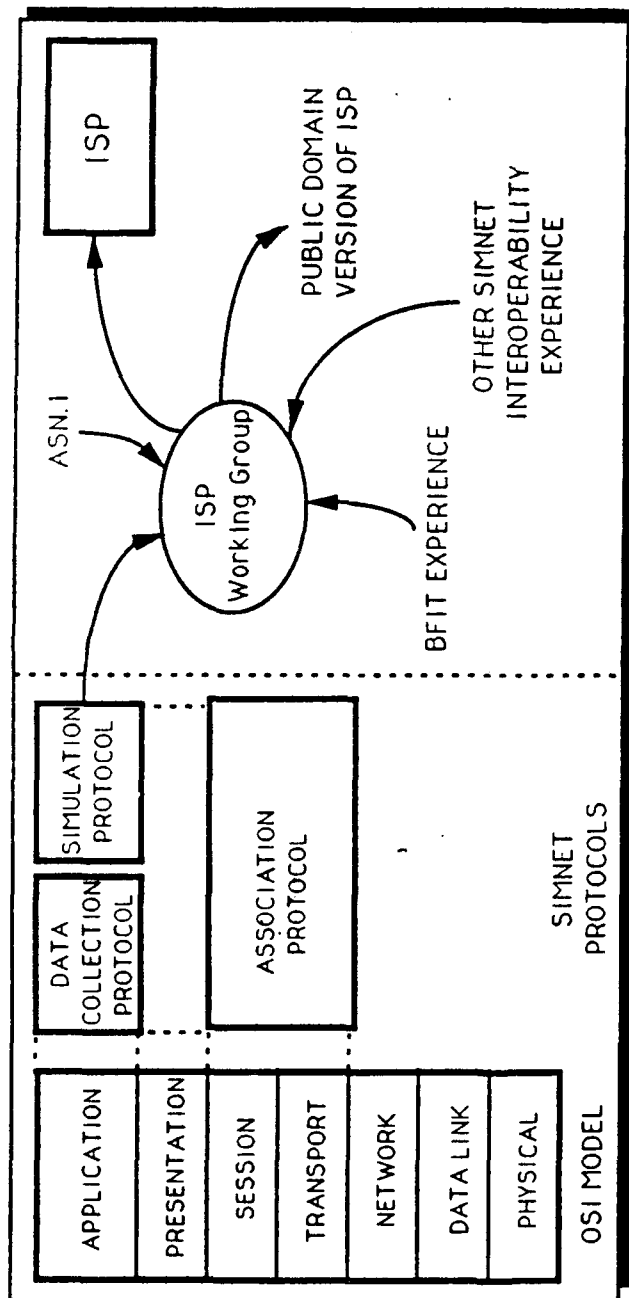 APPLICATION
PRESENTATION
SESSION
TRANSPORT
NETWORK
DATA LINK
PHYSICAL
OSI MODEL
DATA
COLLECTION
PROTOCOL
SIMULATION
PROTOCOL
ASSOCIATION
PROTOCOL
SIMNET
PROTOCOLS
ASN.1
ISP
Working Group
BFIT EXPERIENCE
ISP
PUBLIC DOMAIN
VERSION OF ISP
OTHER SIMNET
INTEROPERABILITY
EXPERIENCE